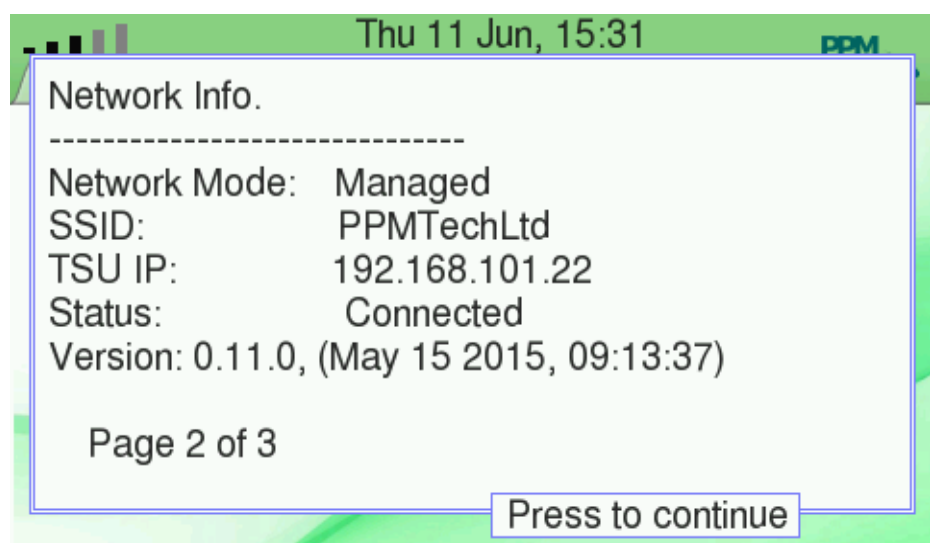 Thu 11 Jun, 15:31
PPM
Network Info.
-------------------------------
Network Mode: Managed
SSID: PPMTechLtd
TSU IP: 192.168.101.22
Status: Connected
Version: 0.11.0, (May 15 2015, 09:13:37)
Page 2 of 3
Press to continue